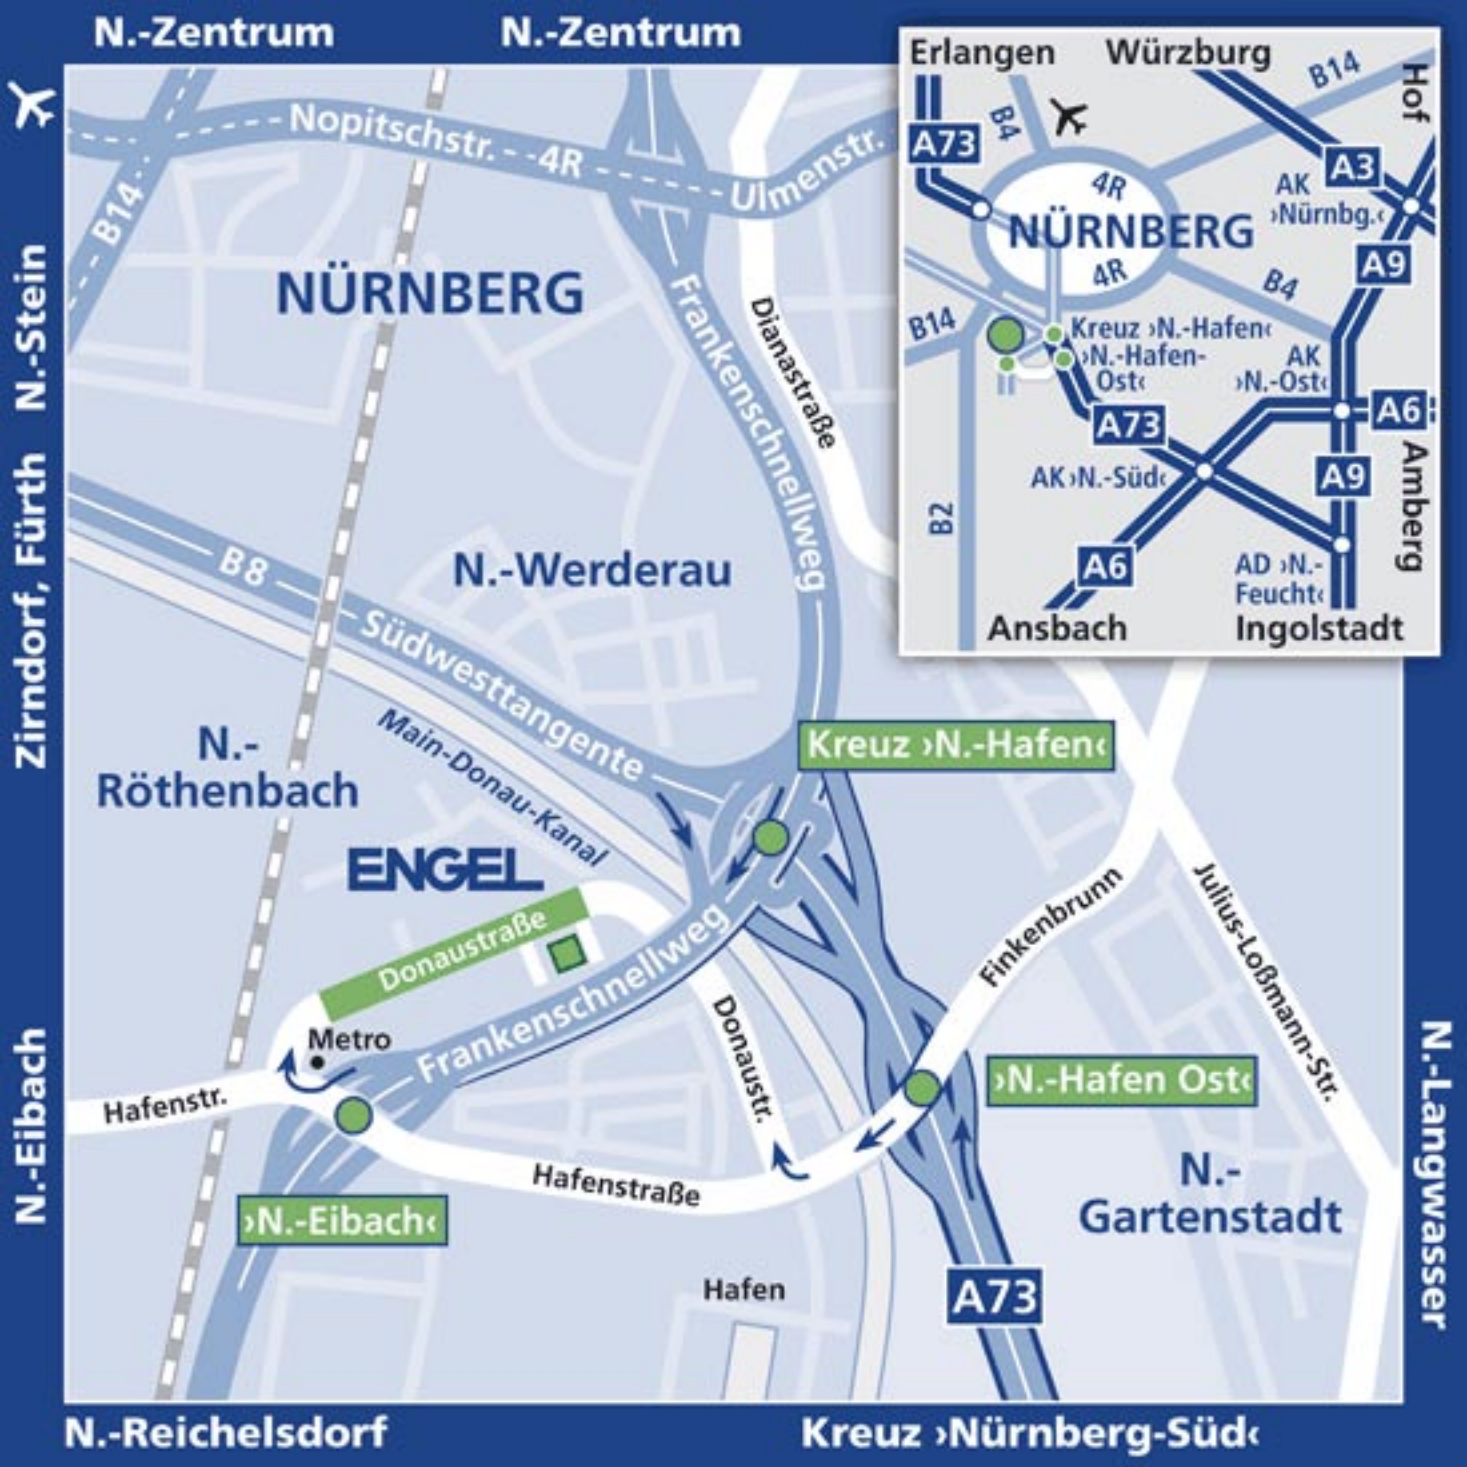 N.-Zentrum
N.-Zentrum
Zirndorf, Fürth N.-Stein
N.-Eibach
N.-Langwasser
N.-Reichelsdorf
Kreuz ›Nürnberg-Süd‹
Nopitschstr.
4R
Ulmenstr.
B14
NÜRNBERG
Frankenschnellweg
Dianastraße
B8
Südwesttangente
N.-Werderau
Main-Donau-Kanal
N.-
Röthenbach
Kreuz ›N.-Hafen‹
ENGEL
Donaustraße
Frankenschnellweg
Metro
Hafenstr.
›N.-Eibach‹
Hafenstraße
Donaustr.
Finkenbrunn
Julius-Loßmann-Str.
›N.-Hafen Ost‹
N.-
Gartenstadt
A73
Hafen
Erlangen
Würzburg
Hof
B14
B4
A73
A3
4R
AK
›Nürnbg.‹
NÜRNBERG
4R
A9
B4
B14
Kreuz ›N.-Hafen‹
›N.-Hafen-
Ost‹
AK
›N.-Ost‹
A73
A6
AK ›N.-Süd‹
A9
Amberg
B2
A6
AD ›N.-
Feucht‹
Ansbach
Ingolstadt